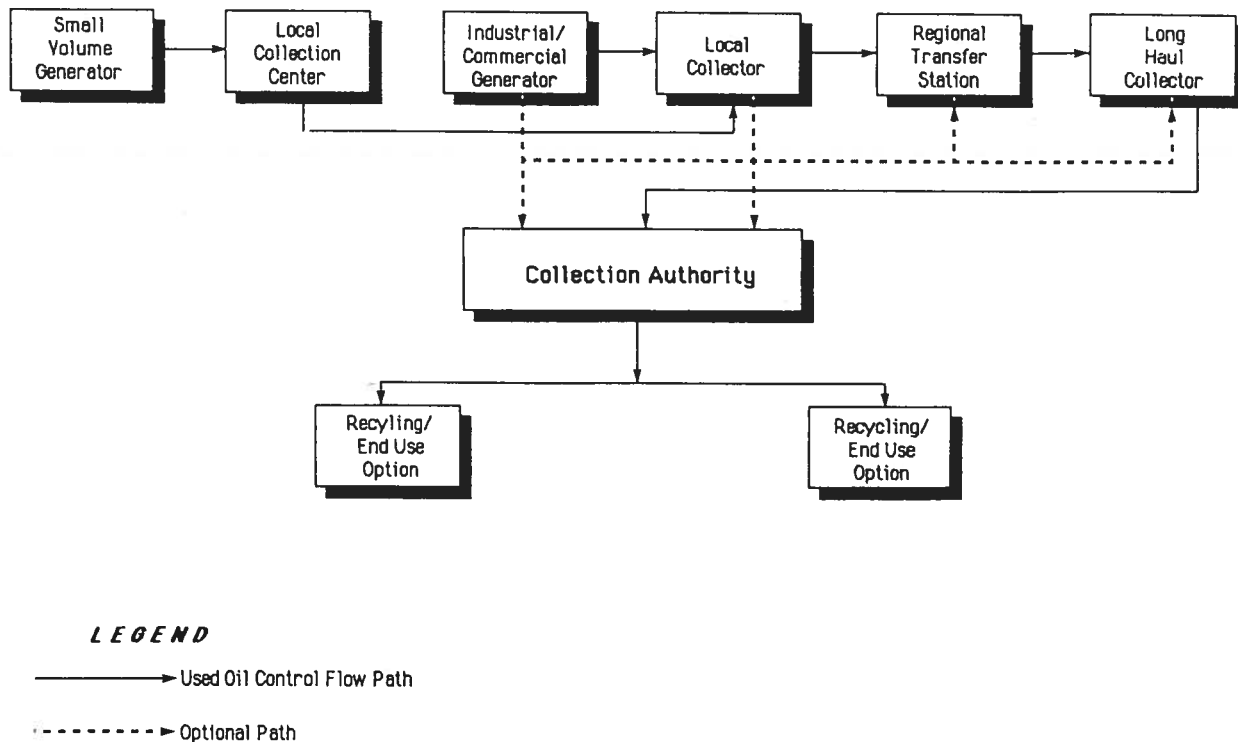 Small
Volume
Generator
Local
Collection
Center
Industrial/
Commercial
Generator
Local
Collector
Regional
Transfer
Station
Long
Haul
Collector
Collection Authority
Recyling/
End Use
Option
Recycling/
End Use
Option
LEGEND
Used Oil Control Flow Path
Optional Path